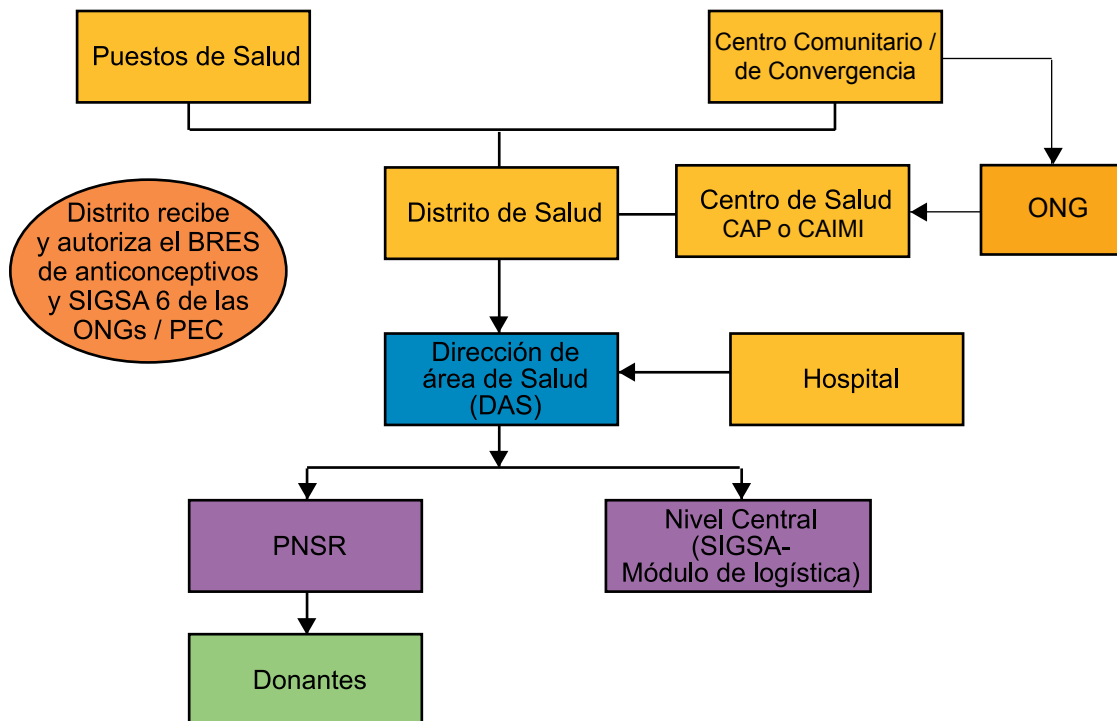 Puestos de Salud
Centro Comunitario /
de Convergencia
Distrito recibe
y autoriza el BRES
de anticonceptivos
y SIGSA 6 de las
ONGs / PEC
Distrito de Salud
Centro de Salud
CAP o CAIMI
ONG
Dirección de
área de Salud
(DAS)
Hospital
PNSR
Nivel Central
(SIGSA-
Módulo de logística)
Donantes